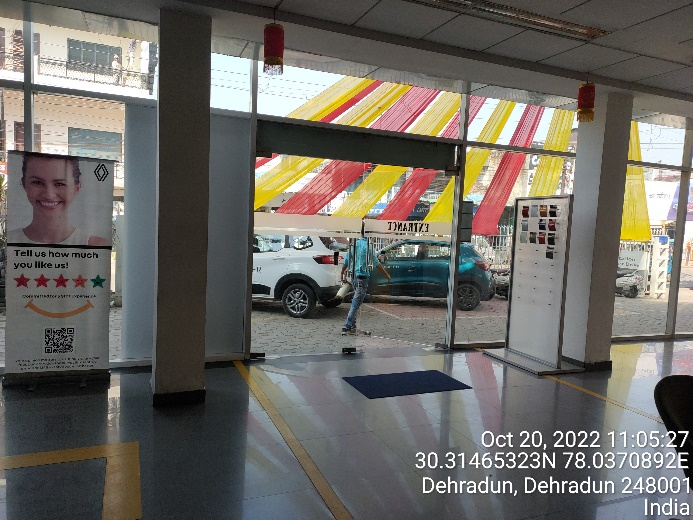 Tell us how much
you like us!
ENTRANCE
Oct 20, 2022 11:05:27
30.31465323N 78.0370892E
Dehradun, Dehradun 248001
India